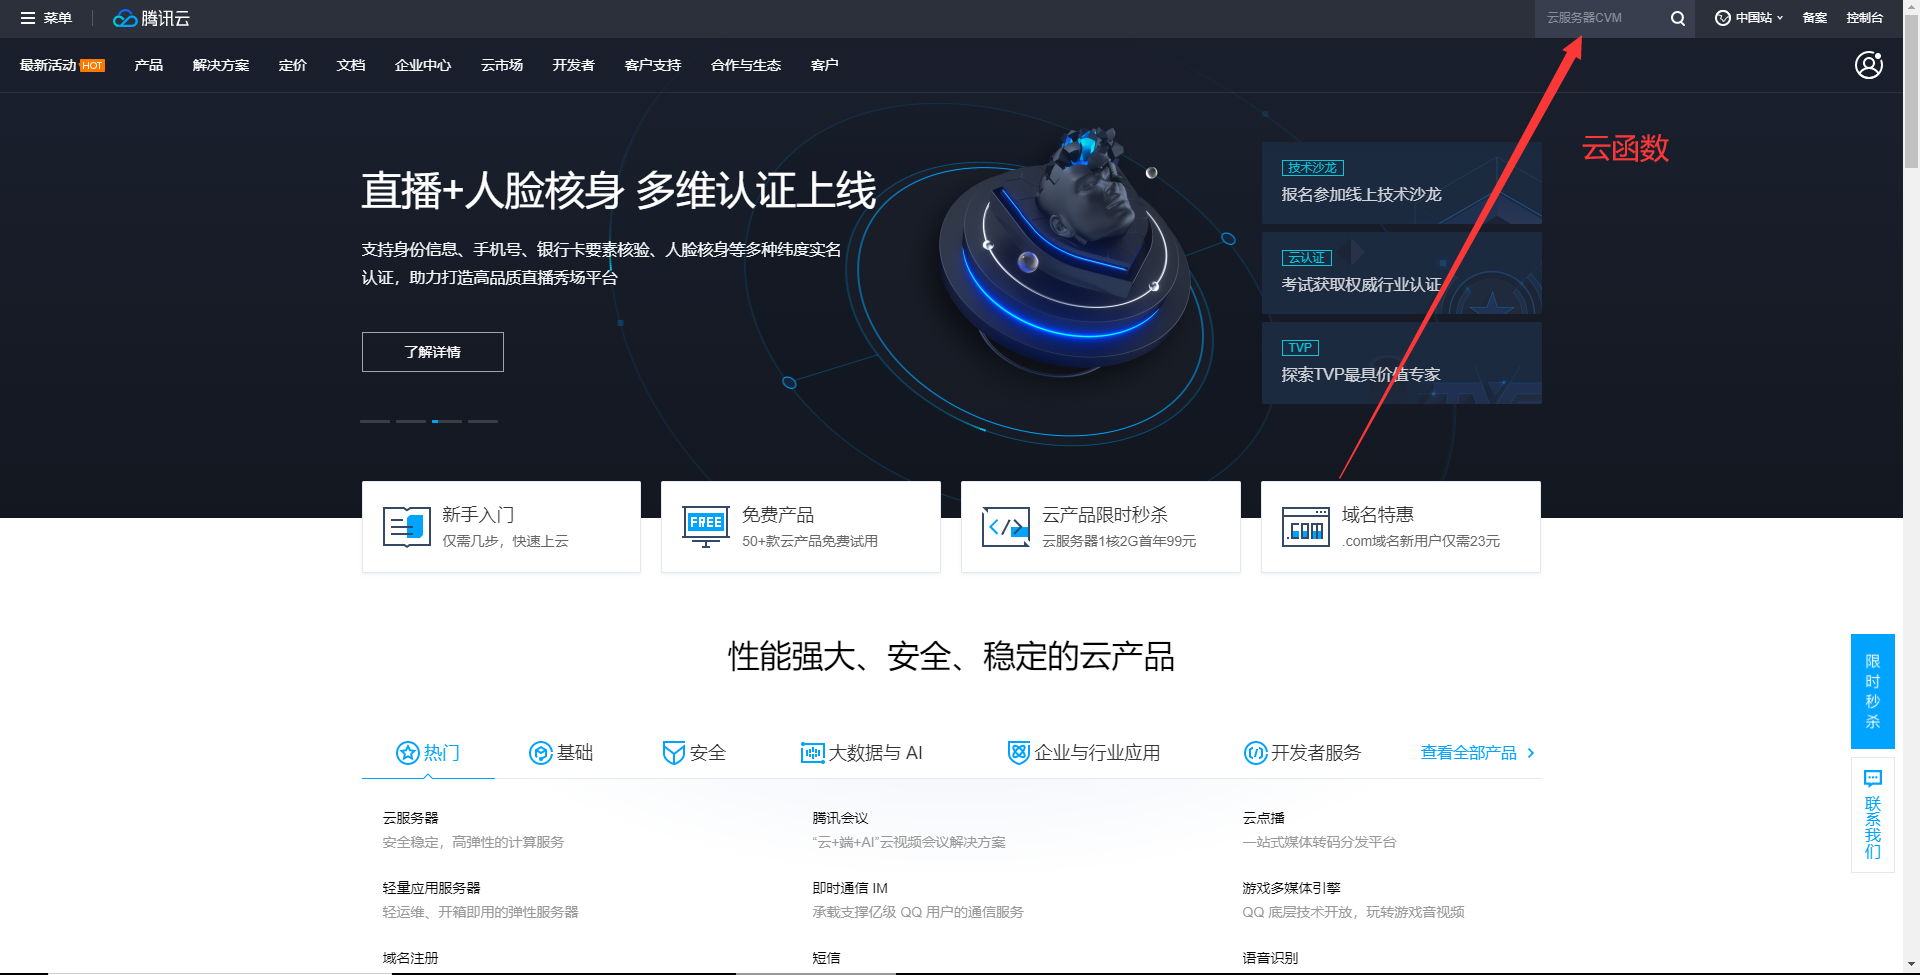 菜单
腾讯云
云服务器CVM
中国站
备案
控制台
最新活动 HOT
产品
解决方案
定价
文档
企业中心
云市场
开发者
客户支持
合作与生态
客户
云函数
直播+人脸核身 多维认证上线
支持身份信息、手机号、银行卡要素核验、人脸核身等多种纬度实名
认证，助力打造高品质直播秀场平台
了解详情
技术沙龙
报名参加线上技术沙龙
云认证
考试获取权威行业认证
TVP
探索TVP最具价值专家
新手入门
仅需几步，快速上云
FREE
免费产品
50+款云产品免费试用
云产品限时秒杀
云服务器1核2G首年99元
.COM
域名特惠
.com域名新用户仅需23元
性能强大、安全、稳定的云产品
热门
基础
安全
大数据与 AI
企业与行业应用
开发者服务
查看全部产品
云服务器
安全稳定，高弹性的计算服务
腾讯会议
“云+端+AI”云视频会议解决方案
云点播
一站式媒体转码分发平台
轻量应用服务器
轻运维、开箱即用的弹性服务器
即时通信 IM
承载支撑亿级 QQ 用户的通信服务
游戏多媒体引擎
QQ 底层技术开放，玩转游戏音视频
域名注册
短信
语音识别
限时秒杀
联系我们